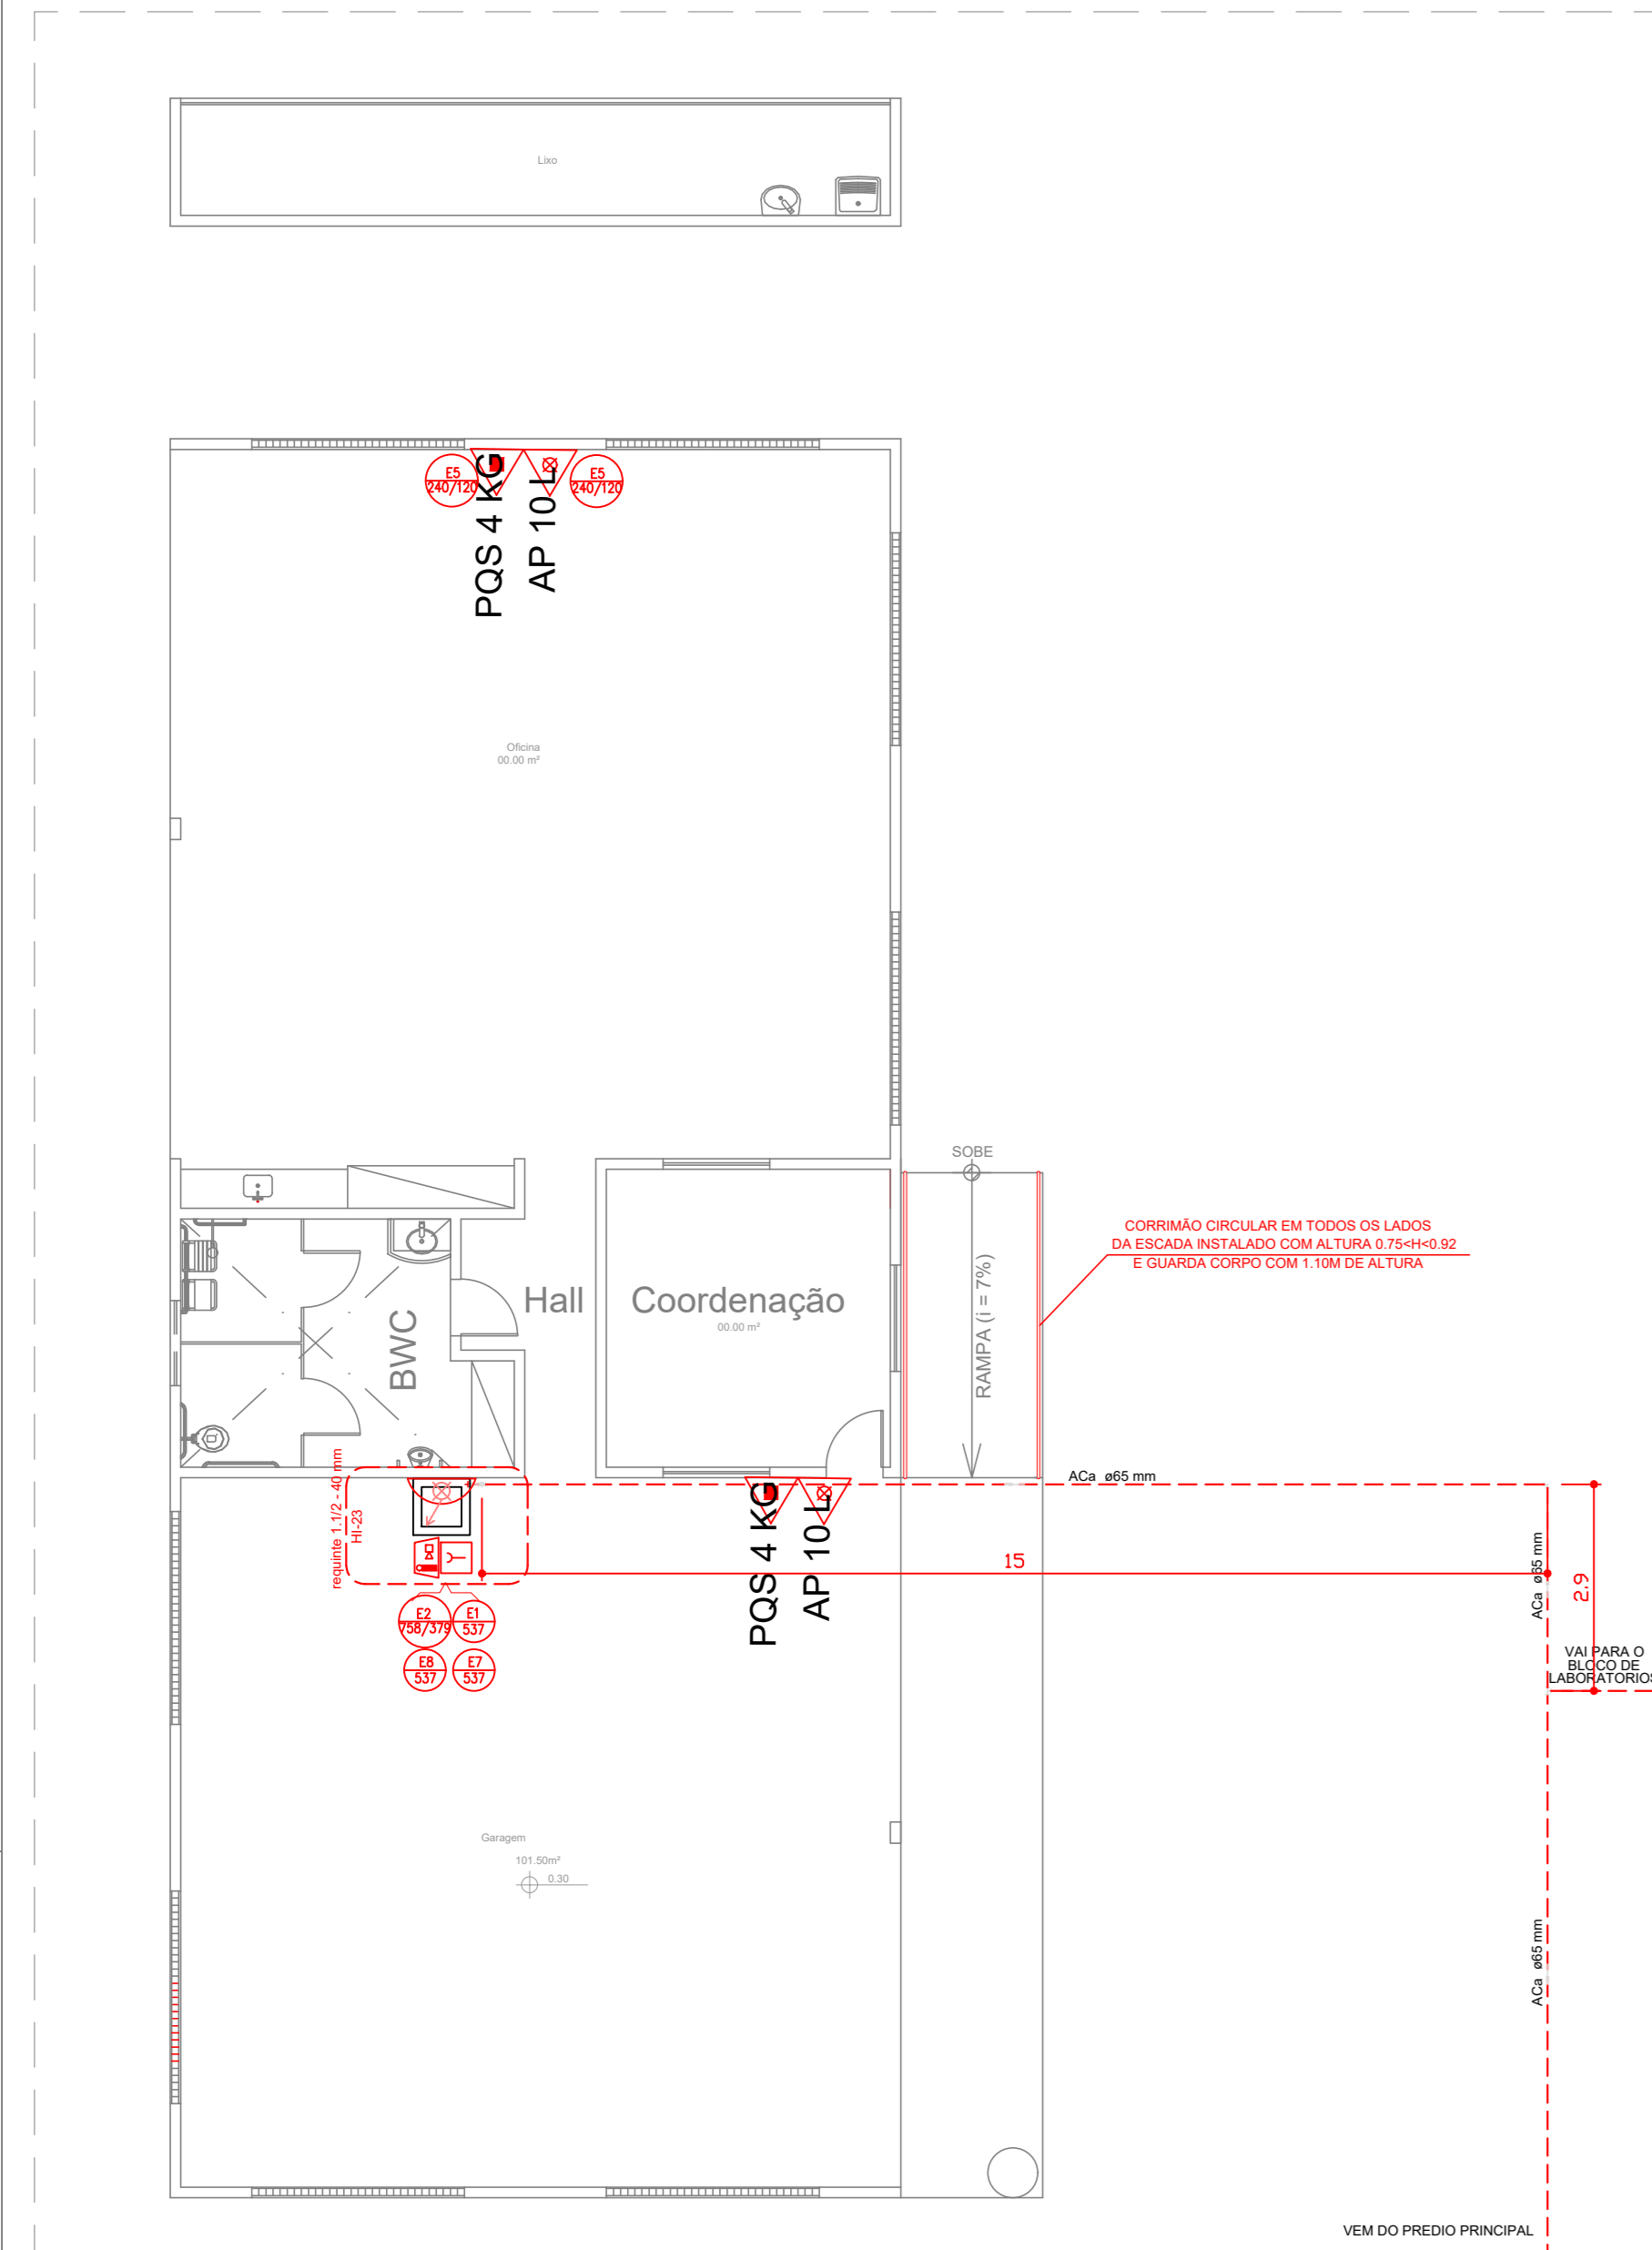 Lixo
E5
240/120
PQS 4 KG
AP 10 L
E5
240/120
Oficina
00.00 m²
SOBE
RAMPA (i = 7%)
CORRIMÃO CIRCULAR EM TODOS OS LADOS
DA ESCADA INSTALADO COM ALTURA 0.75<H<0.92
E GUARDA CORPO COM 1.10M DE ALTURA
Hall
Coordenação
00.00 m²
BWC
requinte 1.1/2 - 40 mm
HI-23
ACa ø65 mm
PQS 4 KG
AP 10 L
15
ACa ø65 mm
2.9
E2
758/379
E1
537
E8
537
E7
537
VAI PARA O
BLOCO DE
LABORATORIOS
Garagem
101.50m²
0.30
ACa ø65 mm
VEM DO PREDIO PRINCIPAL